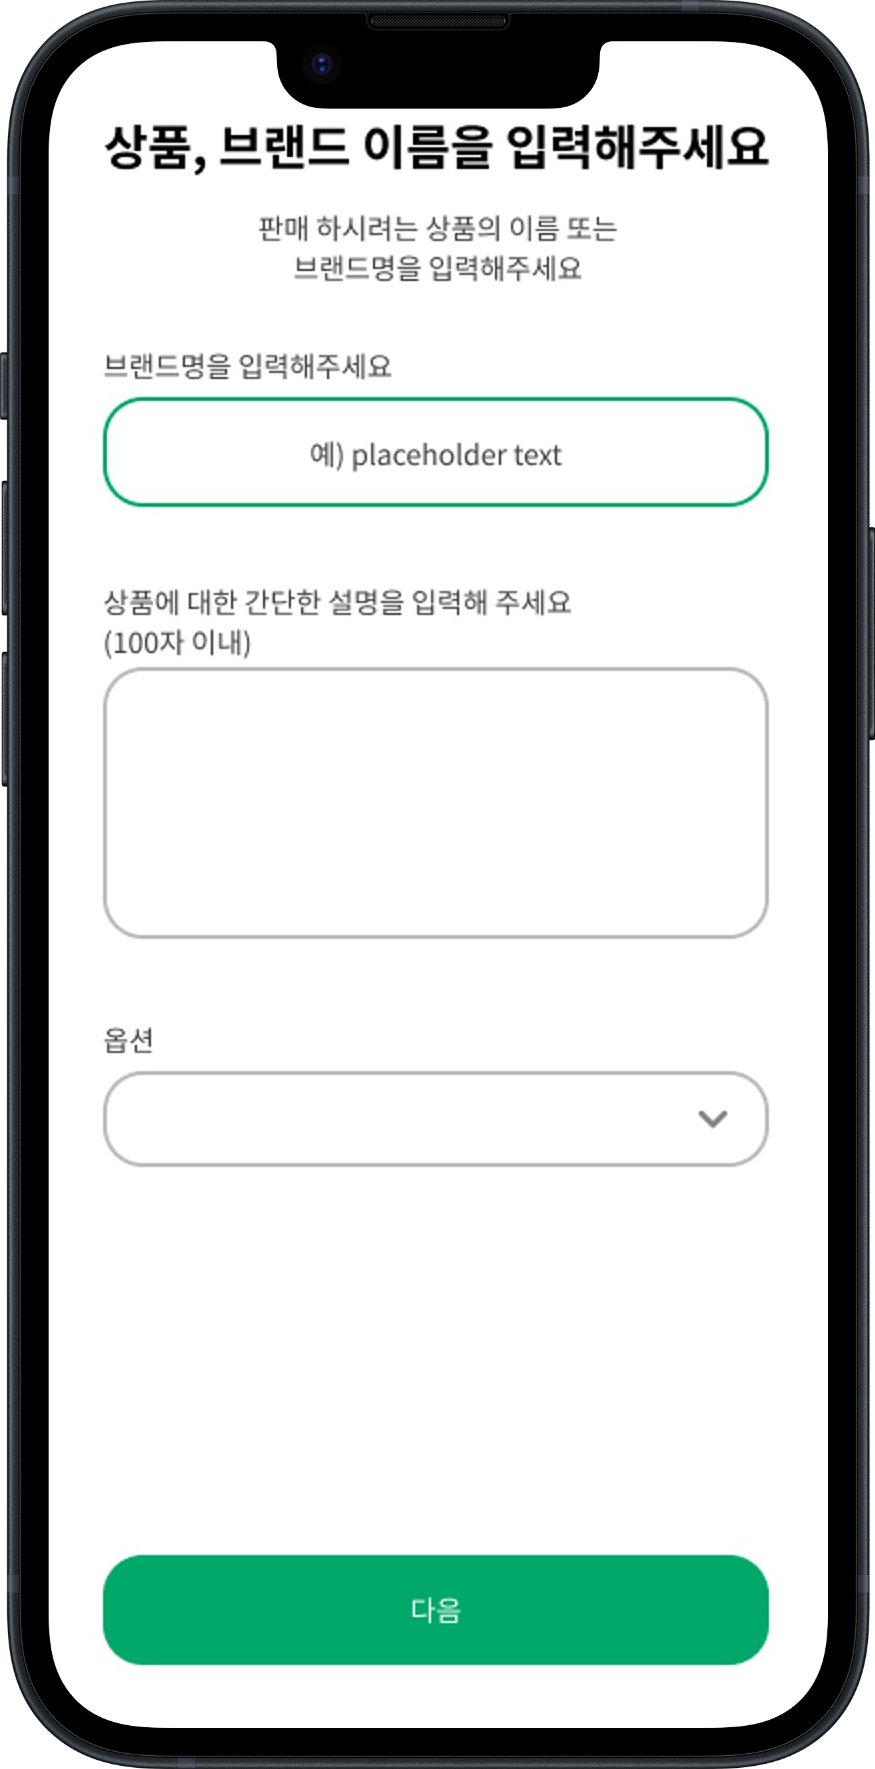 상품, 브랜드 이름을 입력해주세요
판매 하시려는 상품의 이름 또는
브랜드명을 입력해주세요
브랜드명을 입력해주세요
예) placeholder text
상품에 대한 간단한 설명을 입력해 주세요
(100자 이내)
옵션
다음